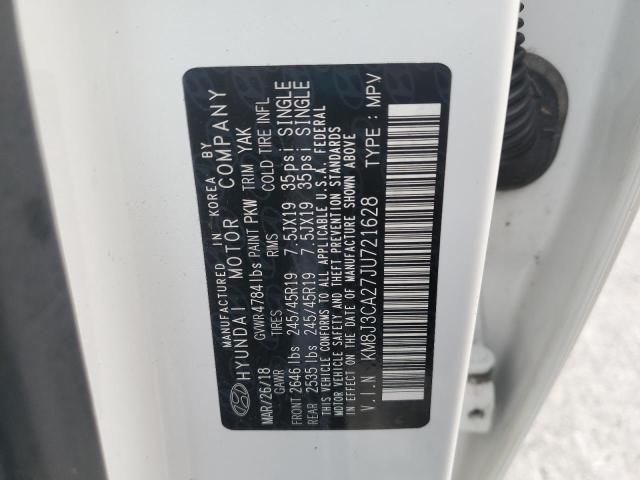 MANUFACTURED IN KOREA BY
HYUNDAI MOTOR COMPANY
MAR/26/18 GVWR 4784lbs PAINT PKW TRIM YAK
GAWR TIRES RIMS COLD TIRE INFL
FRONT 2646 lbs 245/45R19 7.5JX19 35psi SINGLE
REAR 2535 lbs 245/45R19 7.5JX19 35psi SINGLE
THIS VEHICLE CONFORMS TO ALL APPLICABLE U.S.A. FEDERAL
MOTOR VEHICLE SAFETY, BUMPER, AND THEFT PREVENTION STANDARDS
IN EFFECT ON THE DATE OF MANUFACTURE SHOWN ABOVE
V.I.N : KM8J3CA27JU721628 TYPE : MPV